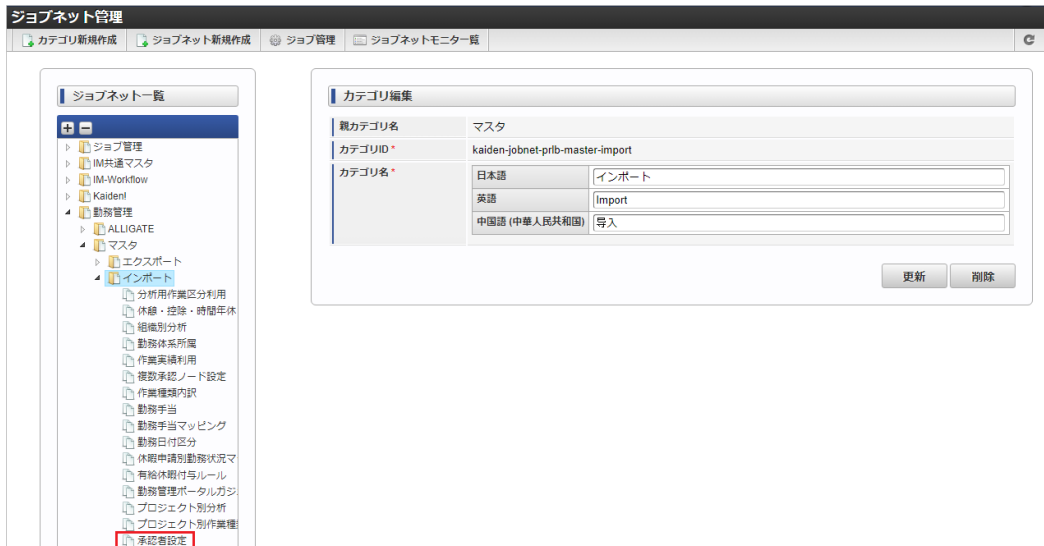 ジョブネット管理
カテゴリ新規作成 ジョブネット新規作成 ジョブ管理 ジョブネットモニタ一覧
ジョブネット一覧
ジョブ管理
IM共通マスタ
IM-Workflow
Kaiden!
勤務管理
ALLIGATE
マスタ
エクスポート
インポート
分析用作業区分利用
休憩・控除・時間年休
組織別分析
勤務体系所属
作業実績利用
複数承認ノード設定
作業種類内訳
勤務手当
勤務手当マッピング
勤務日付区分
休暇申請別勤務状況マ
有給休暇付与ルール
勤務管理ポータルガジ
プロジェクト別分析
プロジェクト別作業種
承認者設定
カテゴリ編集
親カテゴリ名 マスタ
カテゴリID * kaiden-jobnet-prlb-master-import
カテゴリ名 *
日本語 インポート
英語 Import
中国語 (中華人民共和国) 导入
更新 削除